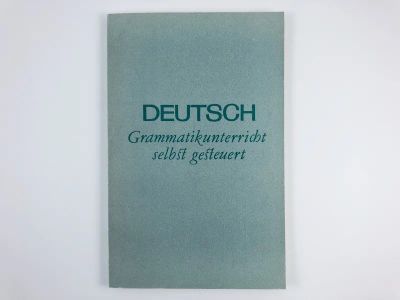 DEUTSCH
Grammatikunterricht
selbst gesteuert